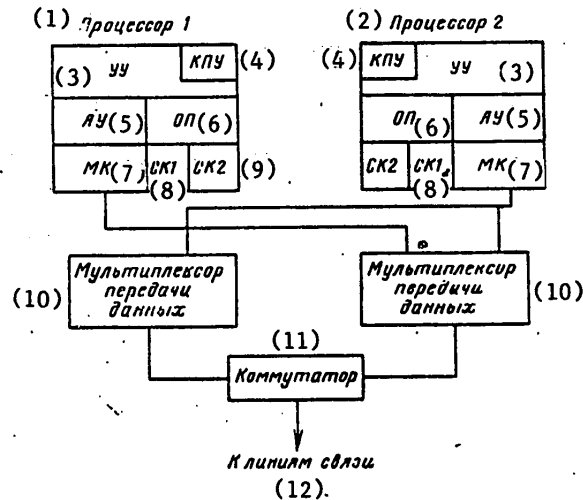 (1) Процессор 1
(2) Процессор 2
(3) УУ КПУ (4)
(4) КПУ УУ (3)
АУ(5) ОП(6)
ОП(6) АУ(5)
МК(7) СК1(8) СК2 (9)
СК2 СК1(8) МК(7)
(10) Мультиплексор
передачи
данных
Мультиплексор
передачи
данных (10)
(11)
Коммутатор
К линиям связи
(12).